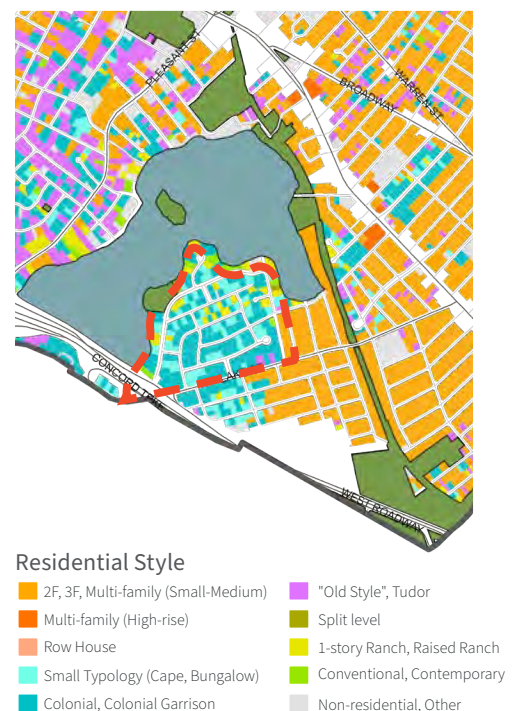 PLEASANT ST
BROADWAY
WARREN ST.
CONCORD TPKE
LAKE
WEST ROADWAY
Residential Style
2F, 3F, Multi-family (Small-Medium)
Multi-family (High-rise)
Row House
Small Typology (Cape, Bungalow)
Colonial, Colonial Garrison
"Old Style", Tudor
Split level
1-story Ranch, Raised Ranch
Conventional, Contemporary
Non-residential, Other